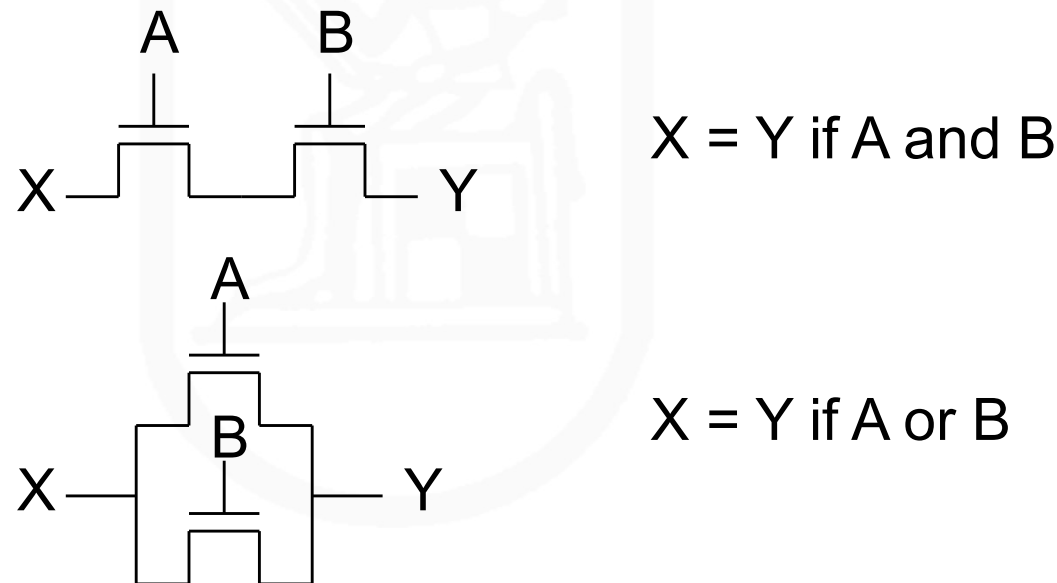 A B
X Y
X = Y if A and B
A
B
X Y
X = Y if A or B